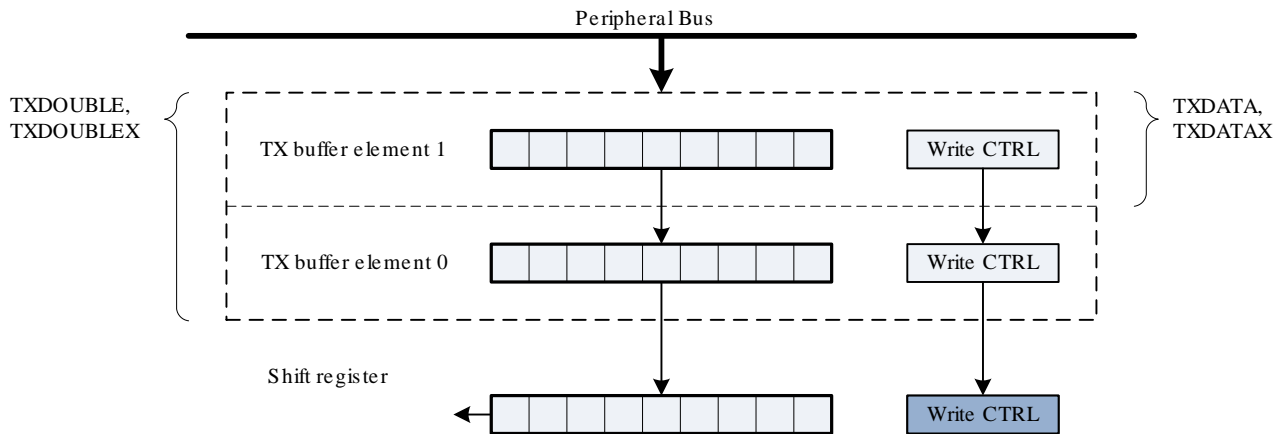 Peripheral Bus
TXDOUBLE,
TXDOUBLEX
TXDATA,
TXDATAX
TX buffer element 1
Write CTRL
TX buffer element 0
Write CTRL
Shift register
Write CTRL